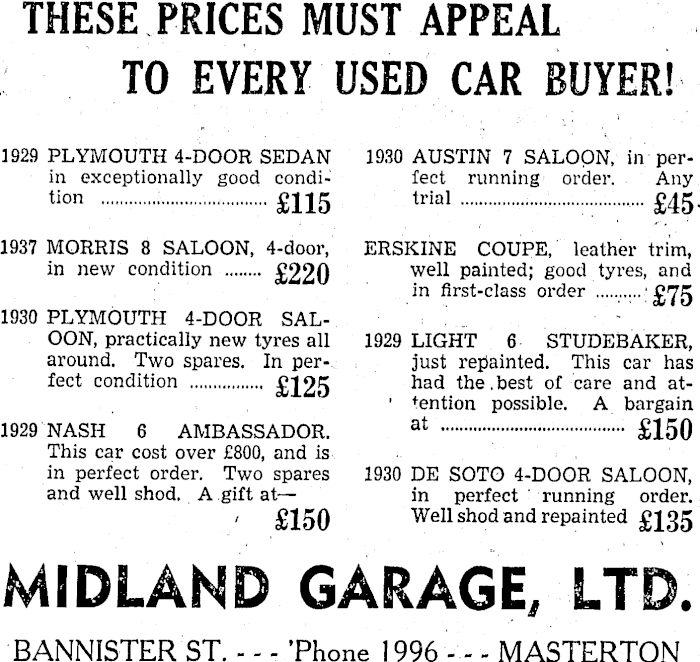 THESE PRICES MUST APPEAL
TO EVERY USED CAR BUYER!
1929 PLYMOUTH 4-DOOR SEDAN
in exceptionally good condi-
tion ................................... £115
1937 MORRIS 8 SALOON, 4-door,
in new condition ........ £220
1930 PLYMOUTH 4-DOOR SAL-
OON, practically new tyres all
around. Two spares. In per-
fect condition ................ £125
1929 NASH 6 AMBASSADOR.
This car cost over £800, and is
in perfect order. Two spares
and well shod. A gift at—
£150
1930 AUSTIN 7 SALOON, in per-
fect running order. Any
trial ....................................... £45
ERSKINE COUPE, leather trim,
well painted; good tyres, and
in first-class order .......... £75
1929 LIGHT 6 STUDEBAKER,
just repainted. This car has
had the best of care and at-
tention possible. A bargain
at ....................................... £150
1930 DE SOTO 4-DOOR SALOON,
in perfect running order.
Well shod and repainted £135
MIDLAND GARAGE, LTD.
BANNISTER ST. - - - 'Phone 1996 - - - MASTERTON